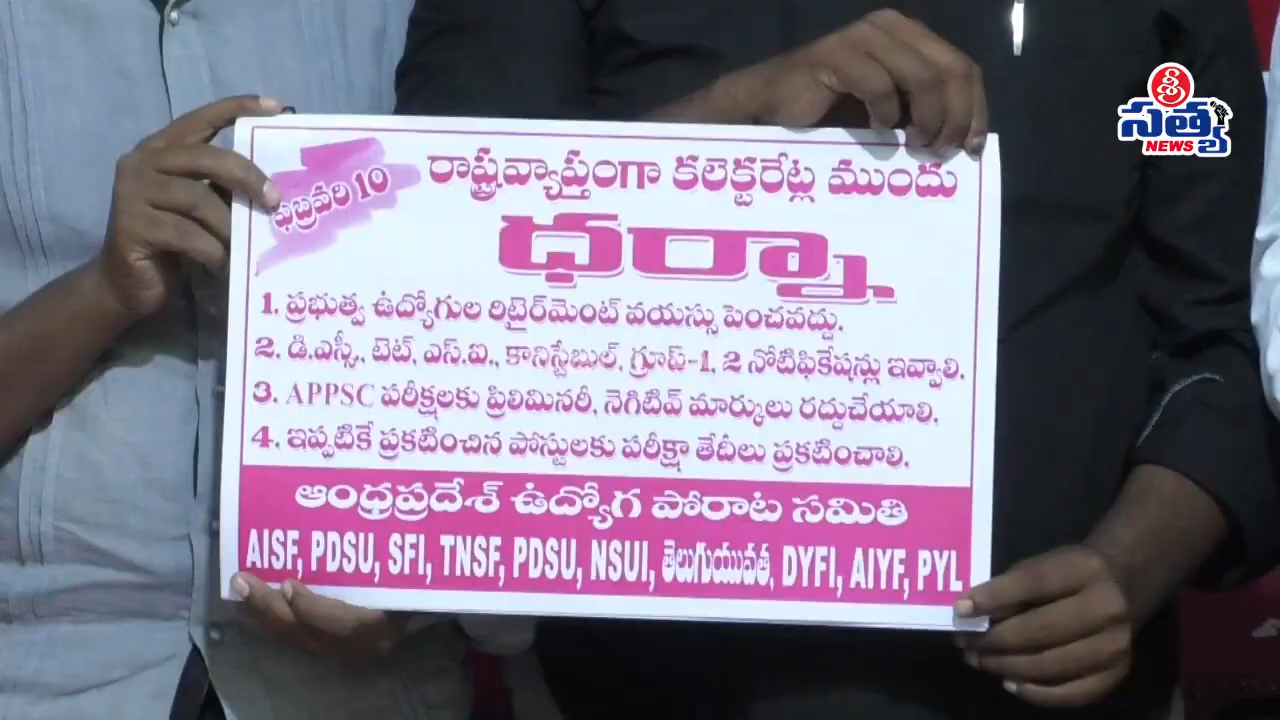 శ్రీ
సత్య
NEWS
ఫిబ్రవరి 10
రాష్ట్రవ్యాప్తంగా కలెక్టరేట్ల ముందు
ధర్నా
1. ప్రభుత్వ ఉద్యోగుల రిటైర్‌మెంట్ వయస్సు పెంచవద్దు.
2. డి.ఎస్సీ., టెట్, ఎస్.ఐ., కానిస్టేబుల్, గ్రూప్-1, 2 నోటిఫికేషన్లు ఇవ్వాలి.
3. APPSC పరీక్షలకు ప్రిలిమినరీ, నెగిటివ్ మార్కులు రద్దుచేయాలి.
4. ఇప్పటికే ప్రకటించిన పోస్టులకు పరీక్షా తేదీలు ప్రకటించాలి.
ఆంధ్రప్రదేశ్ ఉద్యోగ పోరాట సమితి
AISF, PDSU, SFI, TNSF, PDSU, NSUI, తెలుగుయువత, DYFI, AIYF, PYL